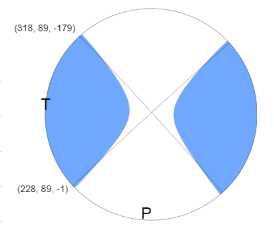 (318, 89, -179)
T
(228, 89, -1)
P